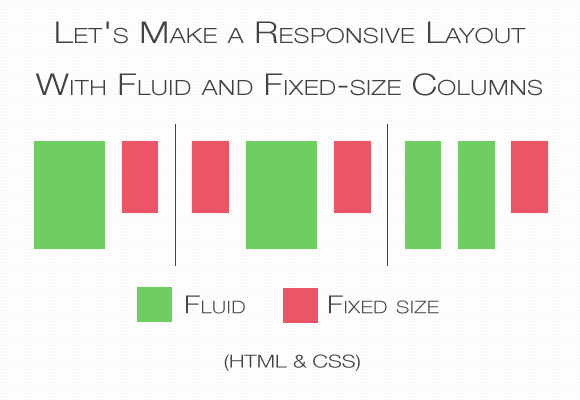 Let's Make a Responsive Layout
With Fluid and Fixed-size Columns
Fluid
Fixed size
(HTML & CSS)